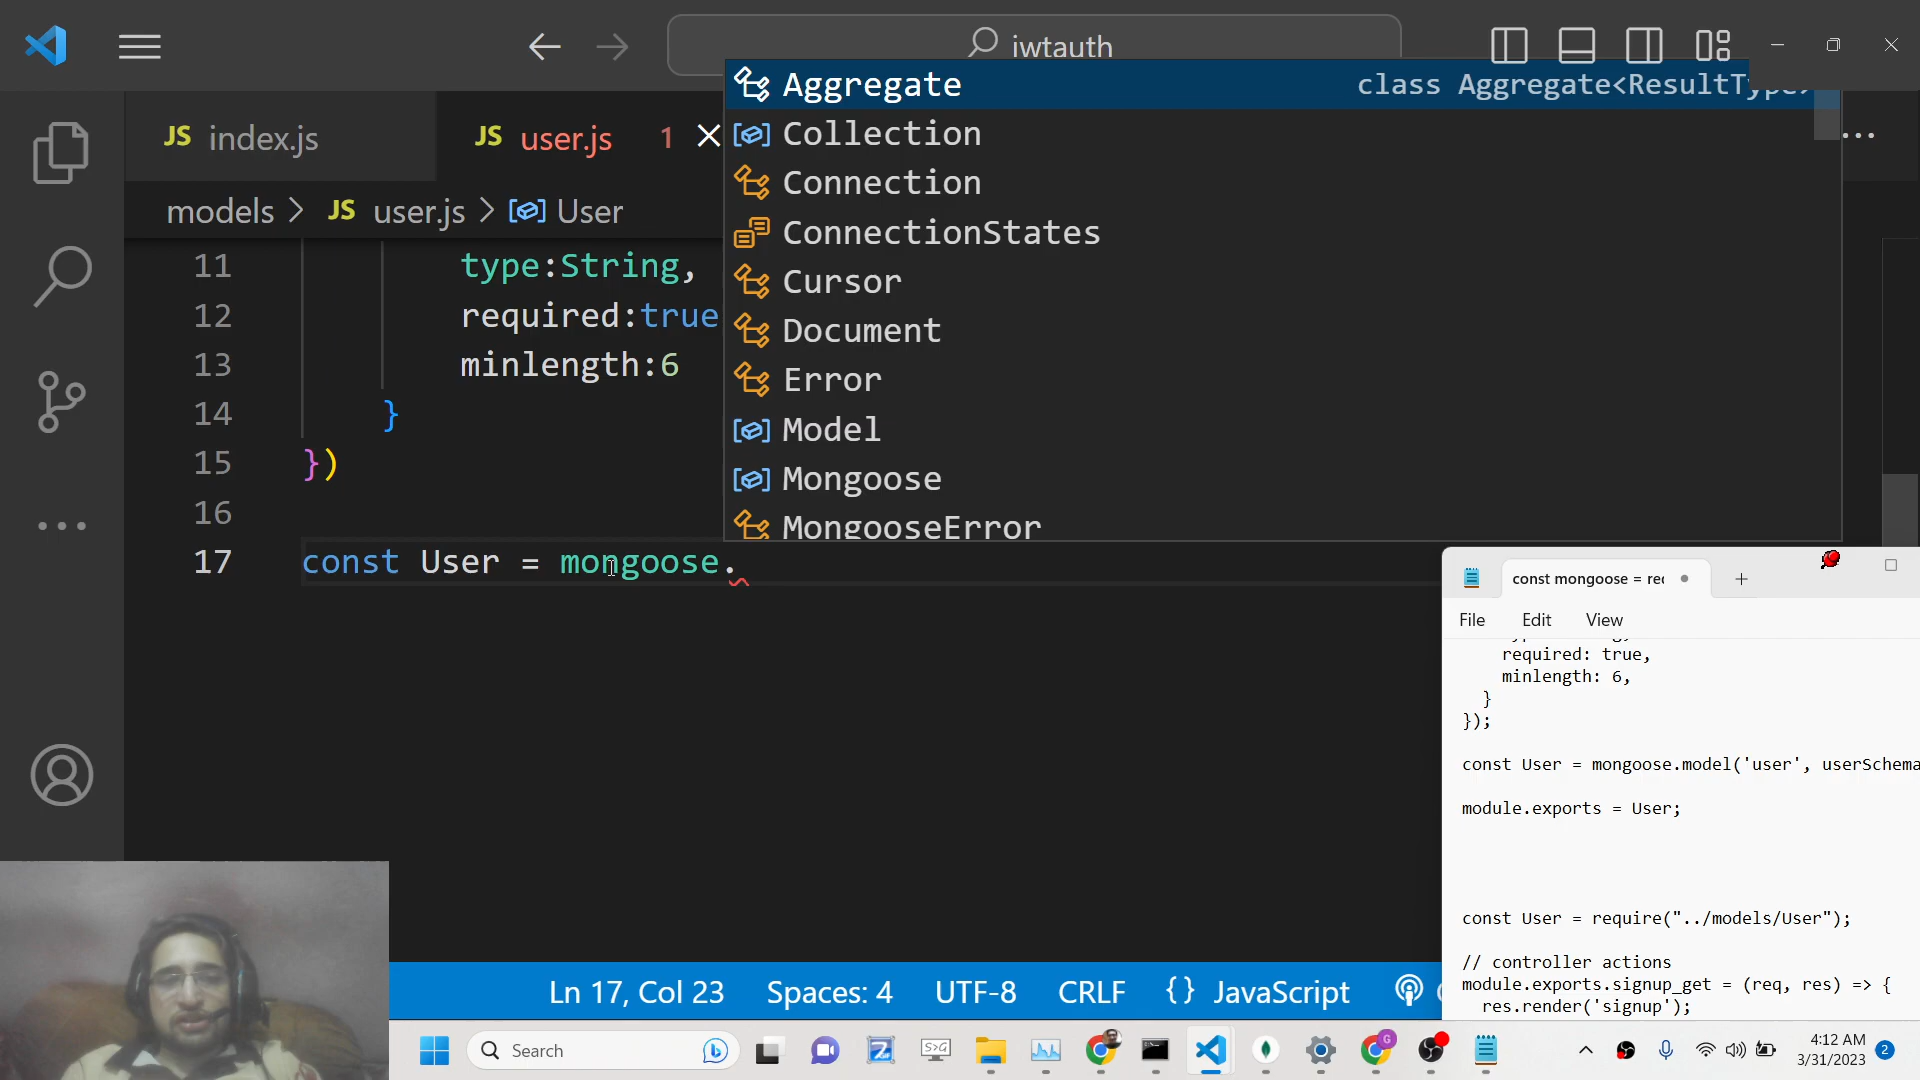 iwtauth
JS index.js
JS user.js 1
models > JS user.js > User
Aggregate class Aggregate<ResultType>
Collection
Connection
ConnectionStates
Cursor
Document
Error
Model
Mongoose
MongooseError
11 type:String,
12 required:true
13 minlength:6
14 }
15 })
16
17 const User = mongoose.
const mongoose = rec
File Edit View
required: true,
minlength: 6,
}
});
const User = mongoose.model('user', userSchema
module.exports = User;
const User = require("../models/User");
// controller actions
module.exports.signup_get = (req, res) => {
res.render('signup');
Ln 17, Col 23 Spaces: 4 UTF-8 CRLF {} JavaScript
Search
S>G
G
4:12 AM
3/31/2023
2